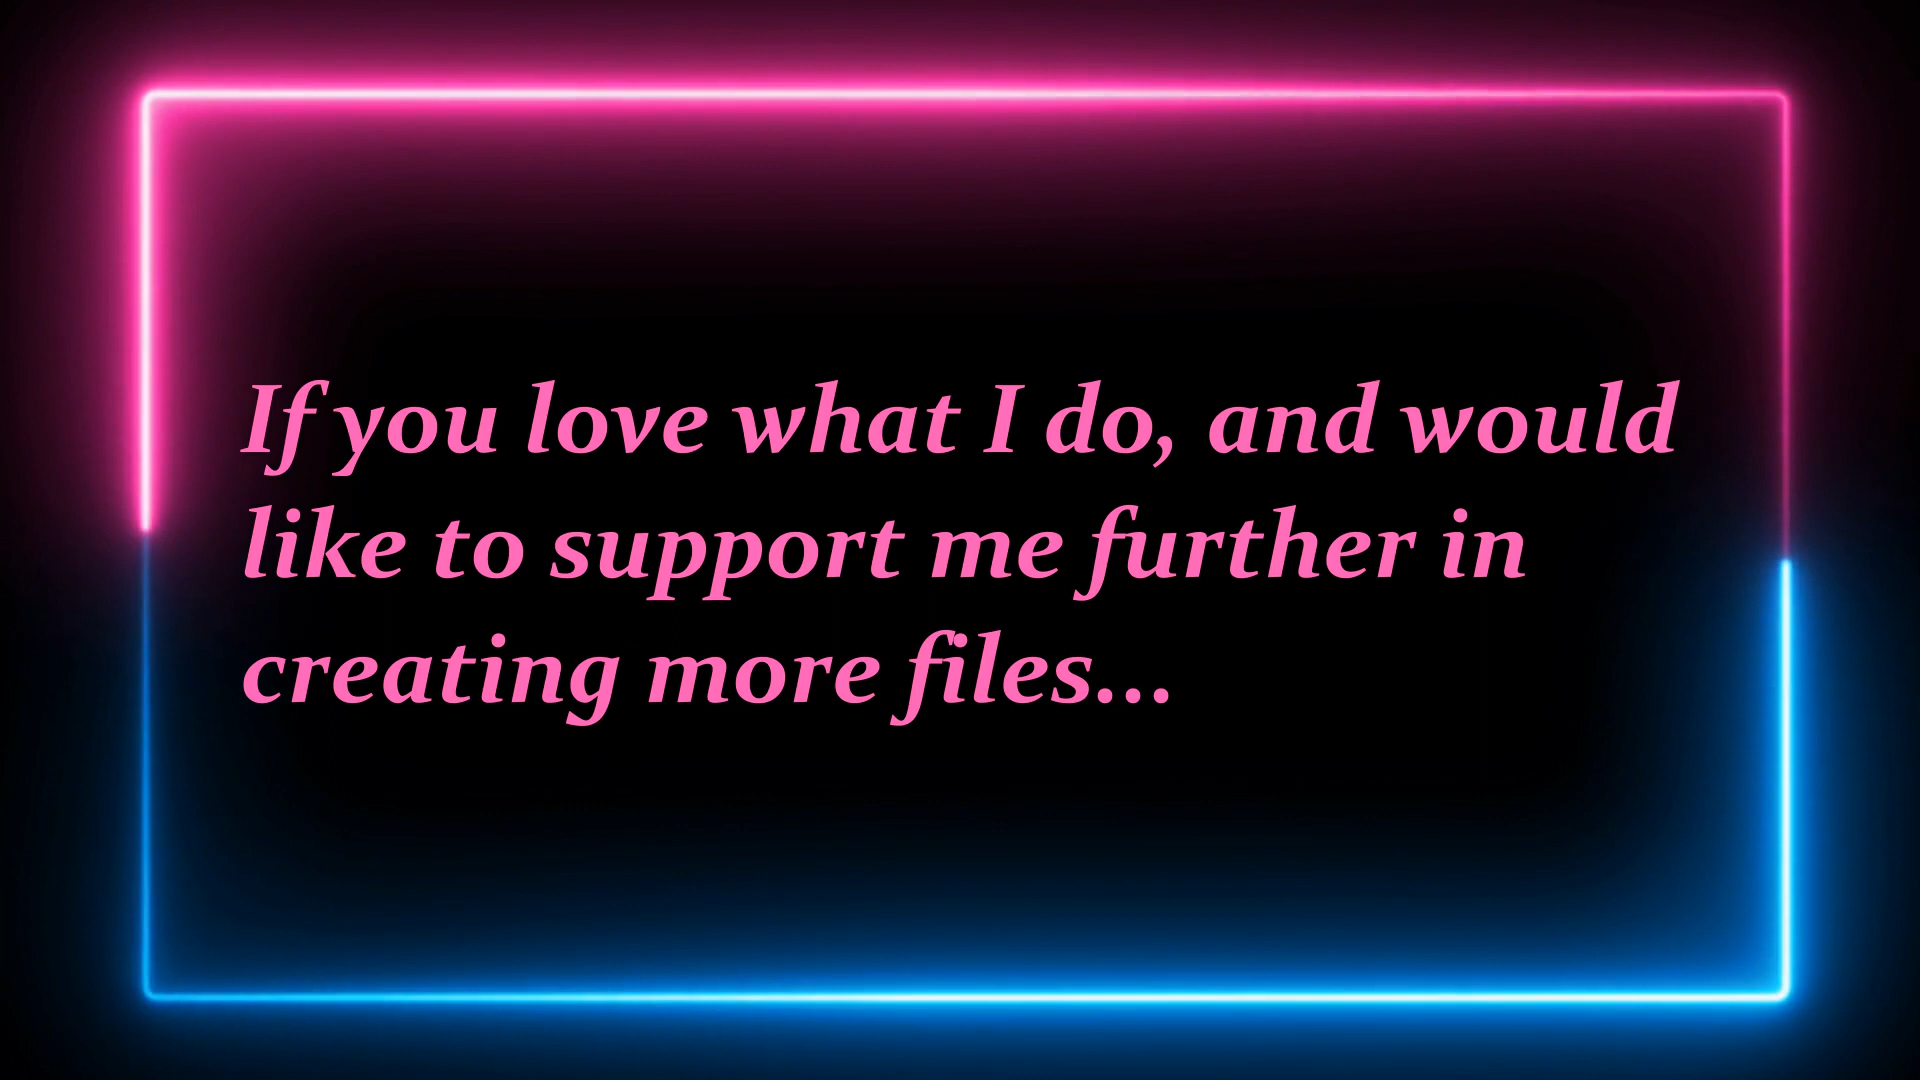 If you love what I do, and would
like to support me further in
creating more files...